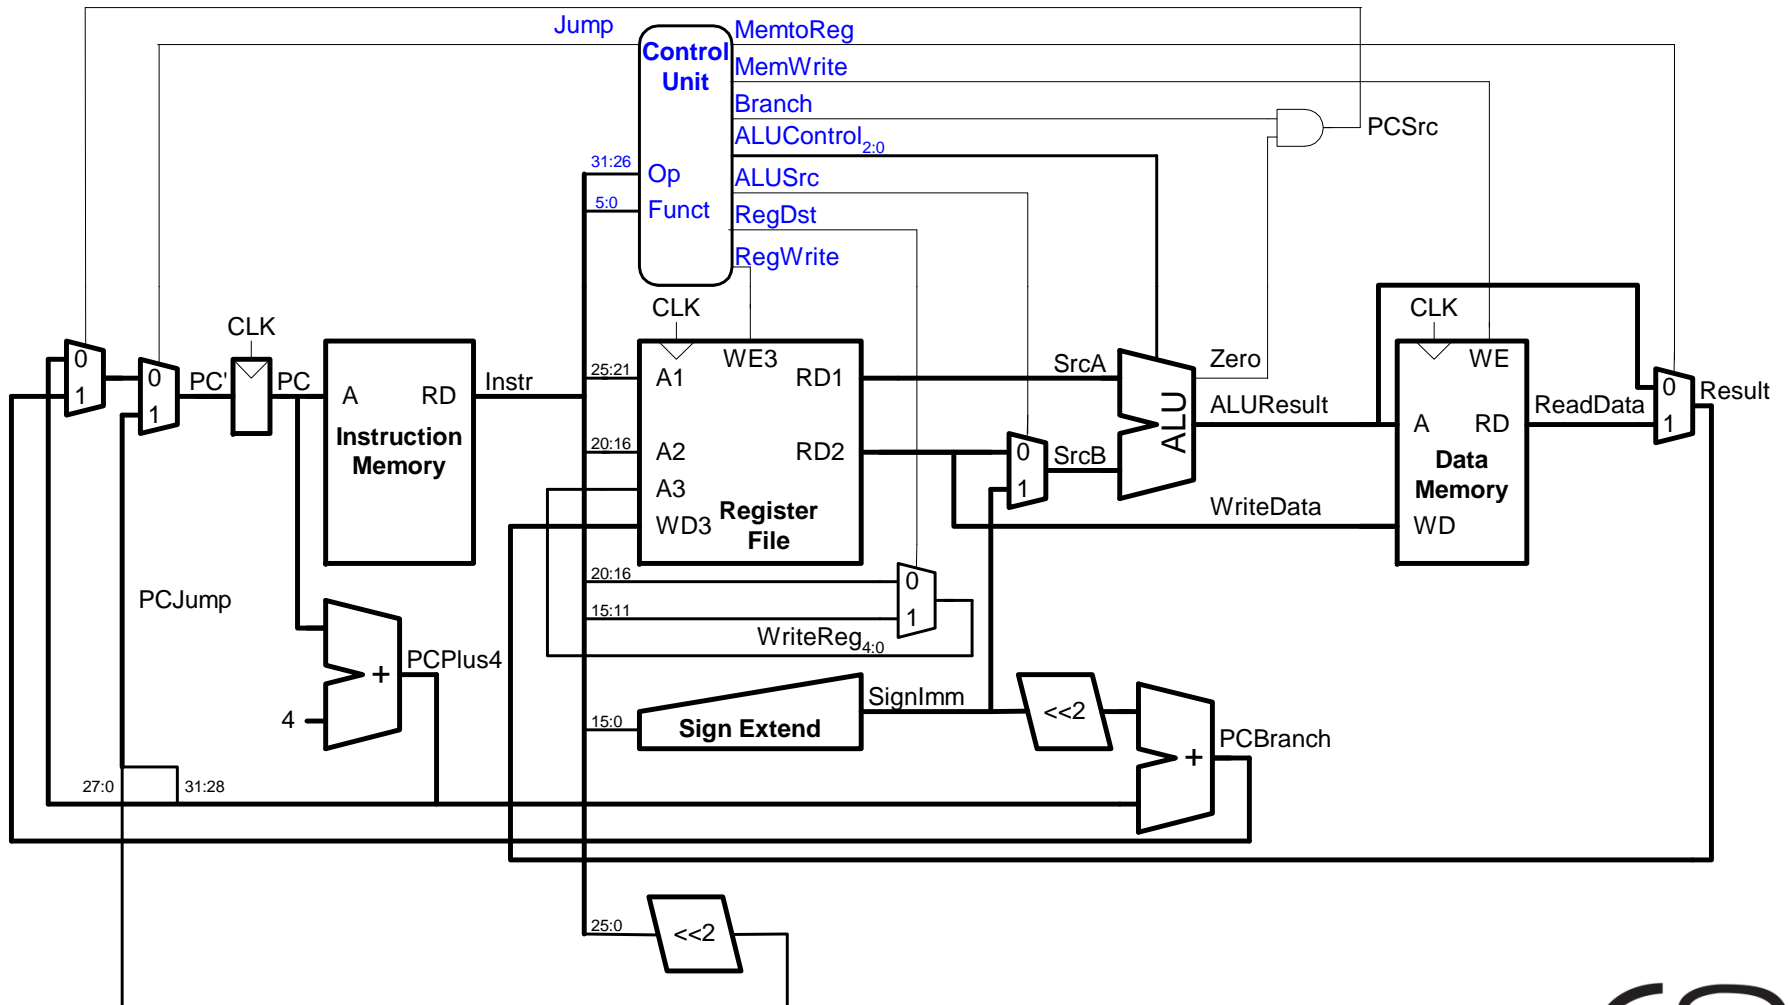 Jump
MemtoReg
Control
Unit
MemWrite
Branch
ALUControl2:0
PCSrc
31:26
Op
ALUSrc
5:0
Funct
RegDst
RegWrite
CLK
CLK
CLK
0
1
0
1
PC'
PC
A
RD
Instruction
Memory
Instr
25:21
A1
WE3
RD1
20:16
A2
RD2
A3
WD3
Register
File
SrcA
0
1
SrcB
ALU
Zero
ALUResult
WriteData
WE
A
RD
Data
Memory
WD
ReadData
0
1
Result
20:16
0
15:11
1
WriteReg4:0
PCJump
PCPlus4
+
4
15:0
Sign Extend
SignImm
<<2
PCBranch
+
27:0
31:28
25:0
<<2